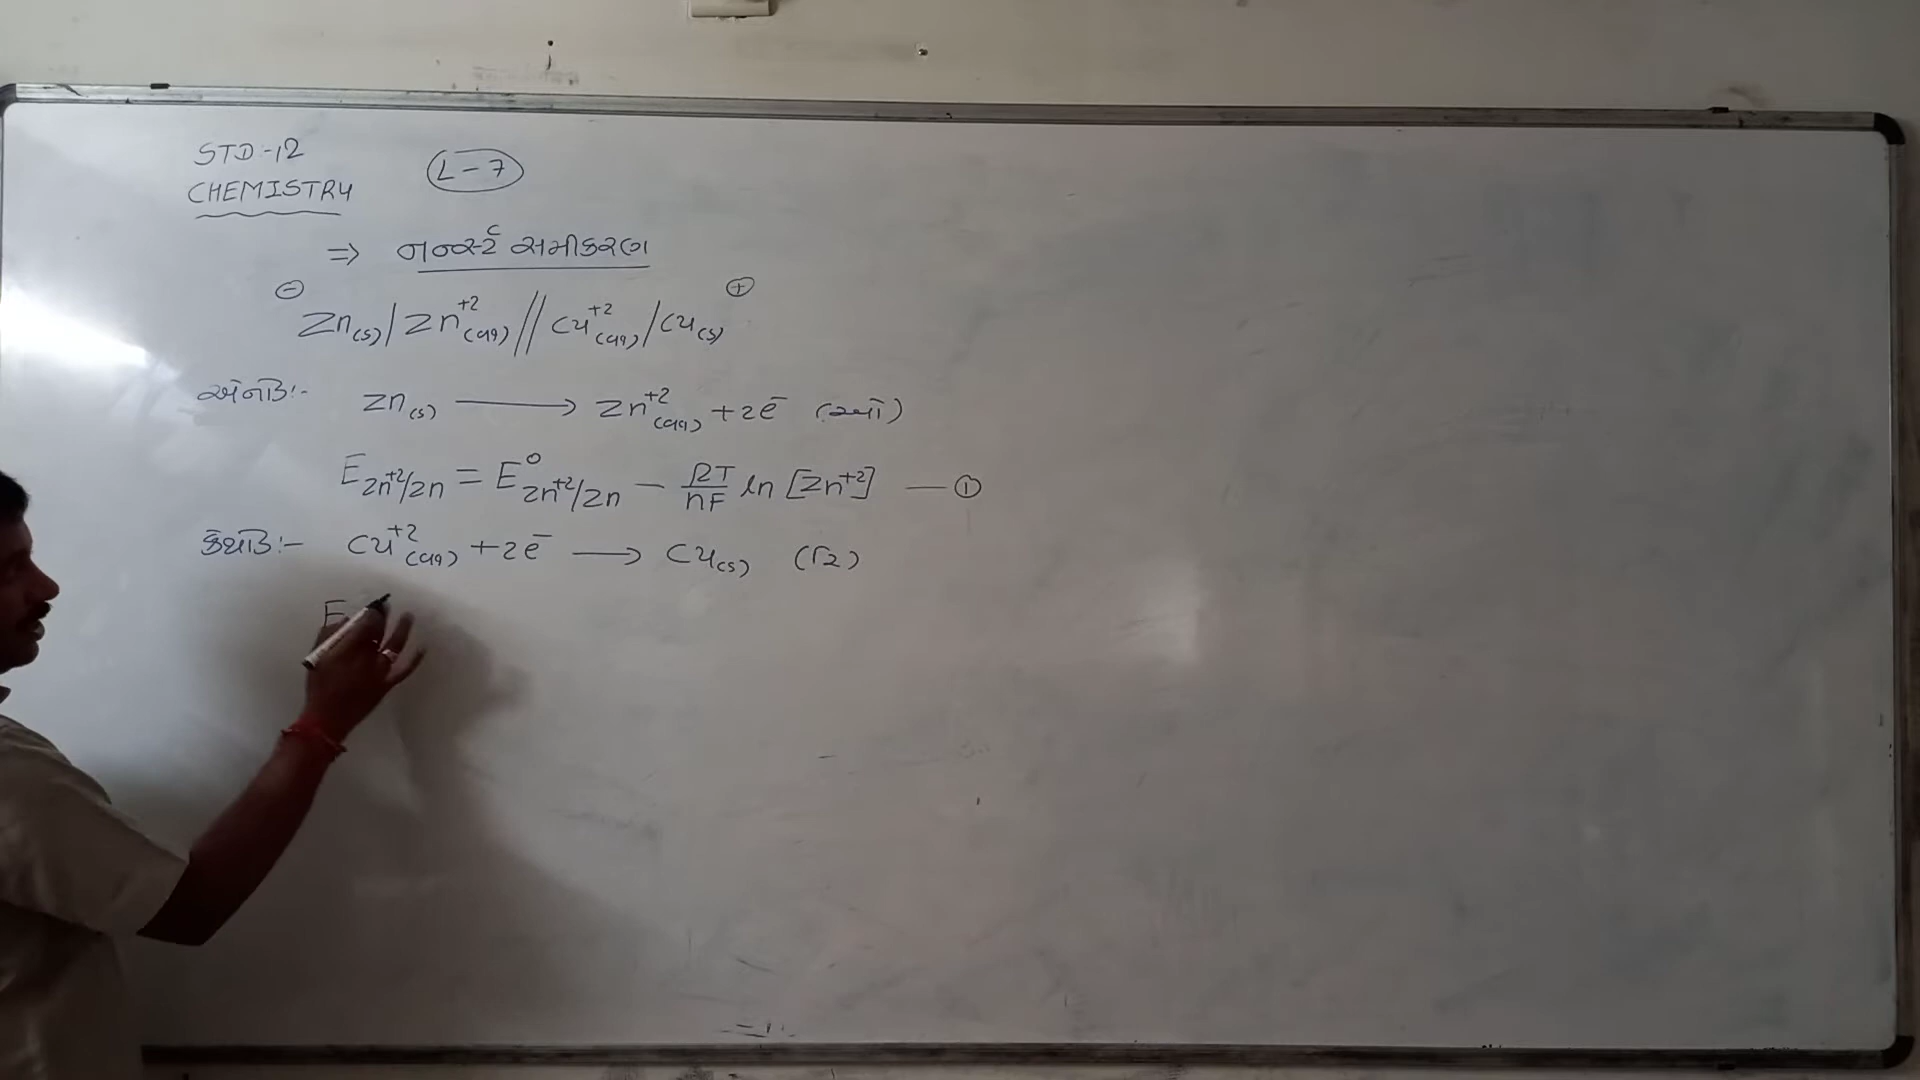 STD-12
CHEMISTRY
L-7
⇒ નર્ન્સ્ટ સમીકરણ
⊖ ⊕
Zn(s) / Zn⁺²(aq) // Cu⁺²(aq) / Cu(s)
એનોડ:- Zn(s) ⟶ Zn⁺²(aq) + 2e⁻
E Zn⁺²/Zn = E⁰ Zn⁺²/Zn - RT/nF ln [Zn⁺²] — ①
કેથોડ:- Cu⁺²(aq) + 2e⁻ ⟶ Cu(s)
E